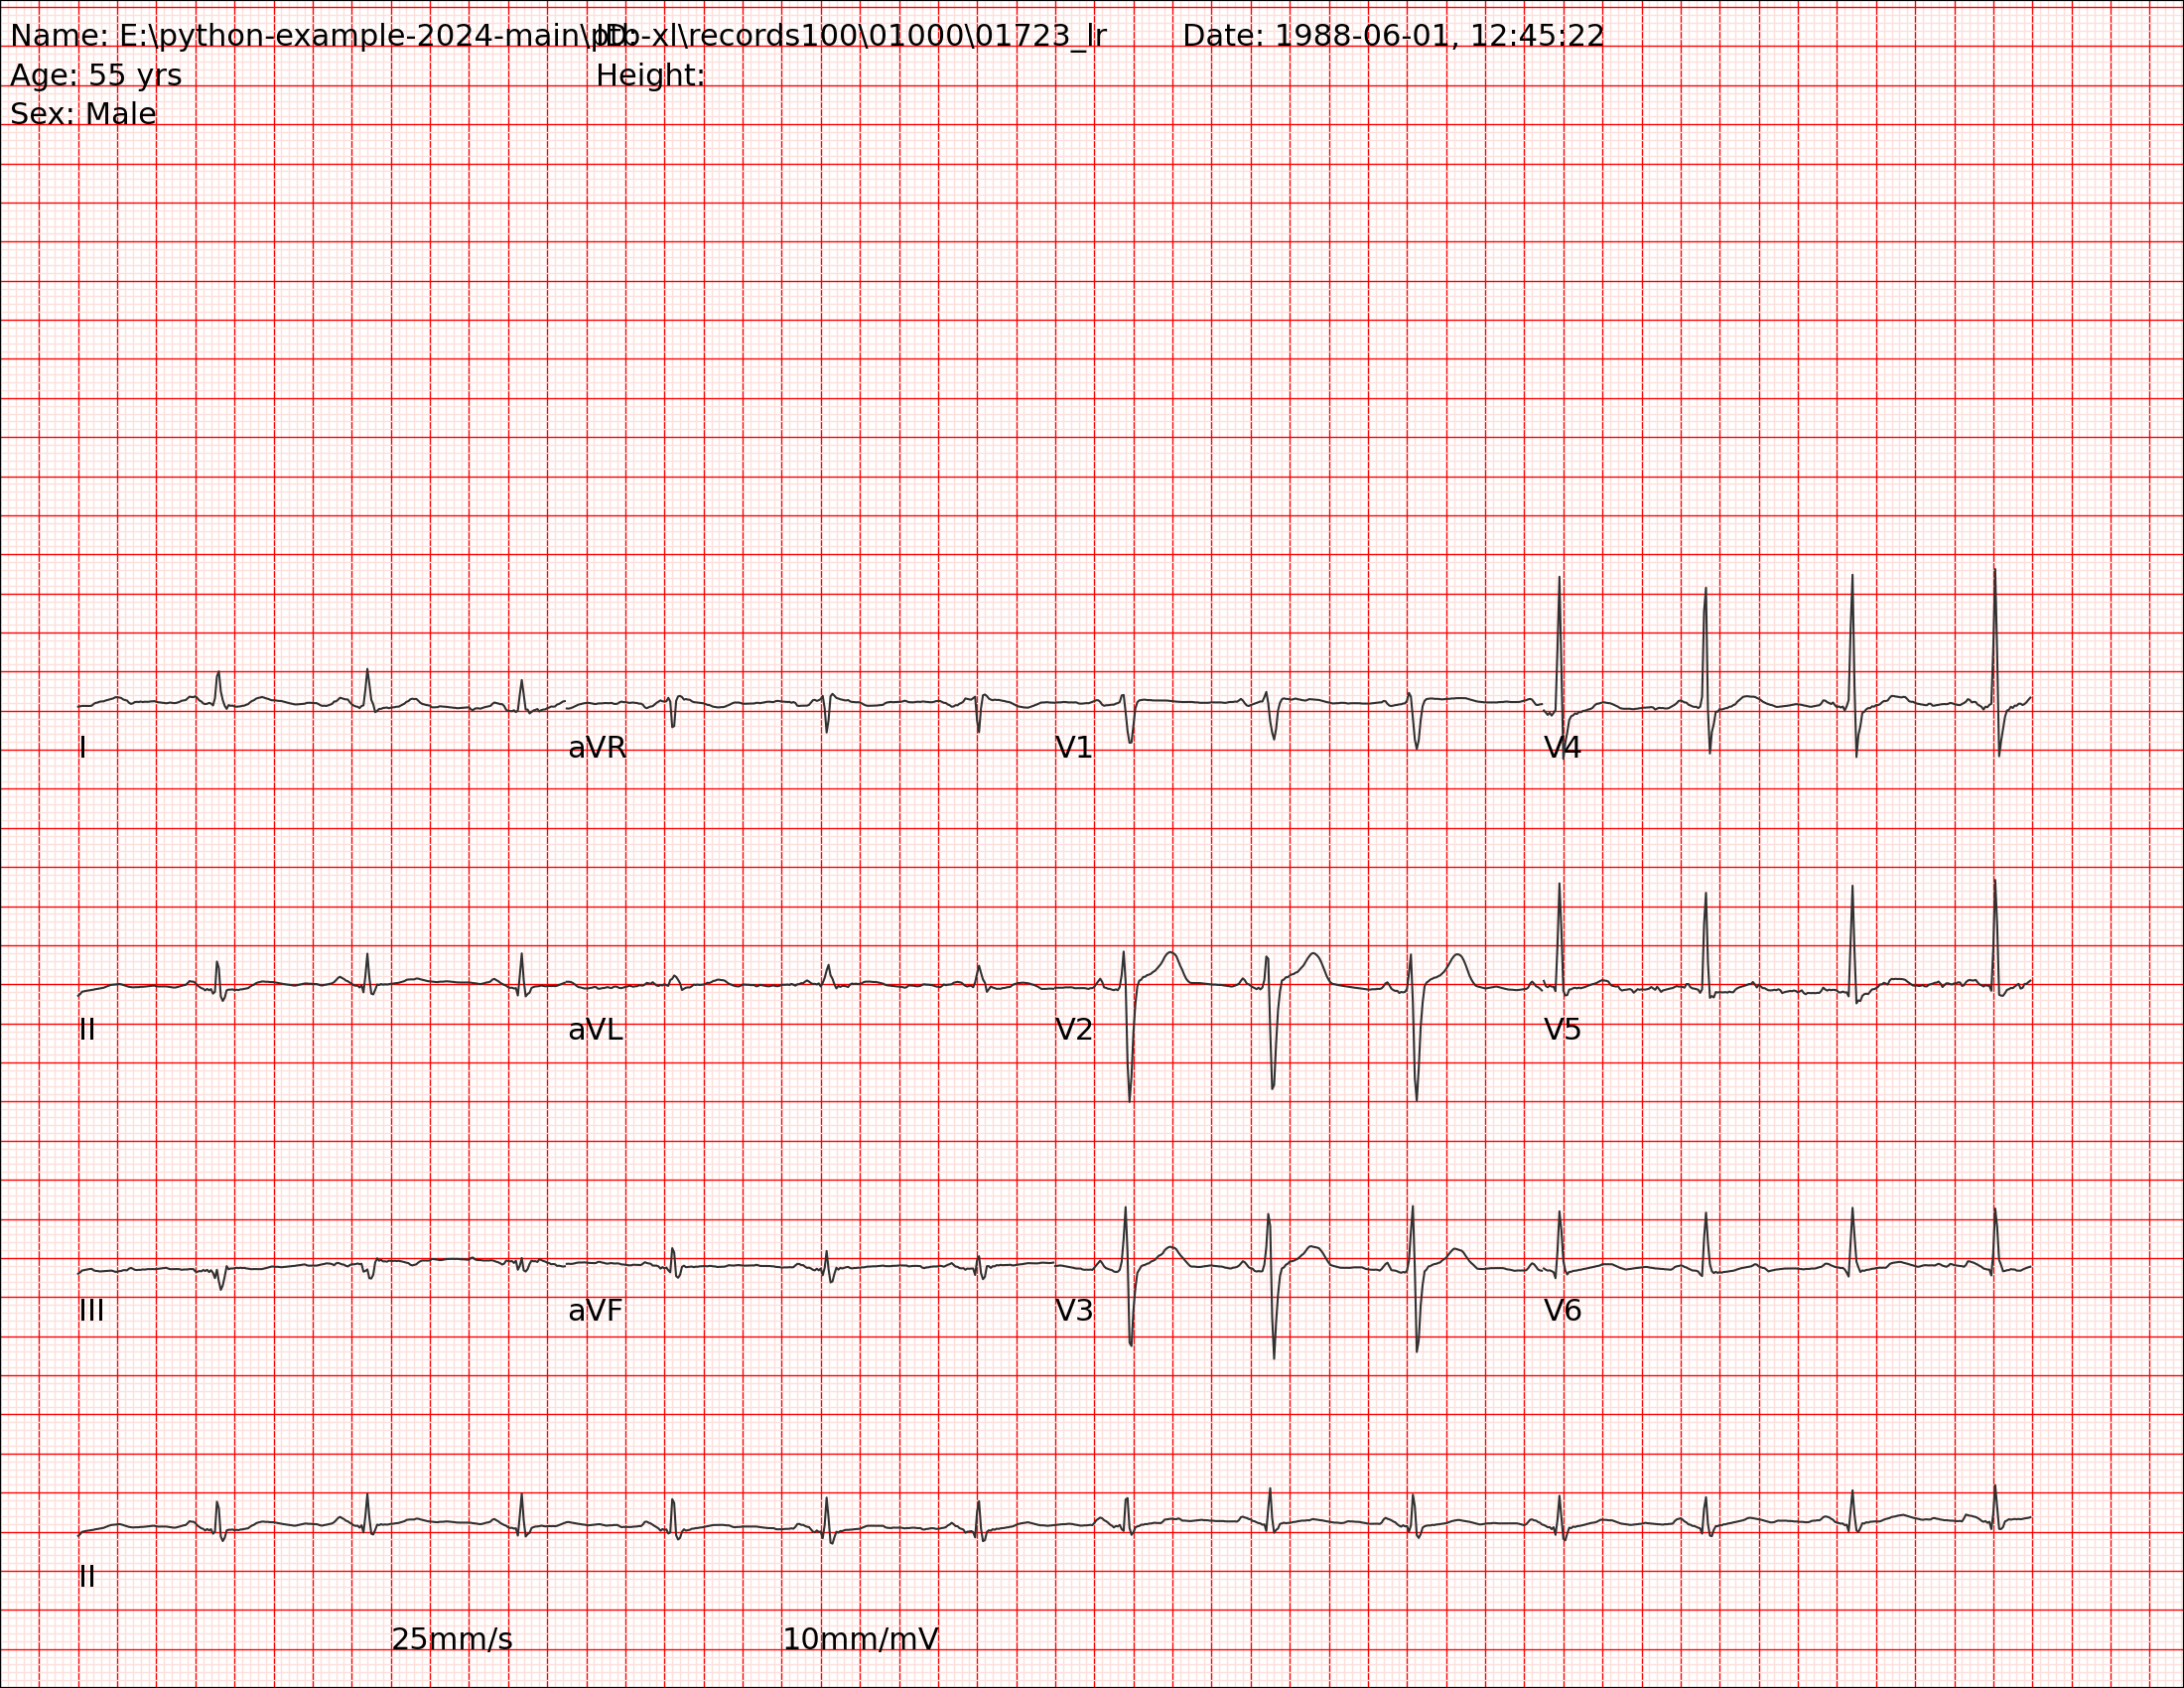 Name: E:\python-example-2024-main\ptb-xl\records100\01000\01723_lr ID: Date: 1988-06-01, 12:45:22
Age: 55 yrs Height:
Sex: Male
I aVR V1 V4
II aVL V2 V5
III aVF V3 V6
II
25mm/s 10mm/mV